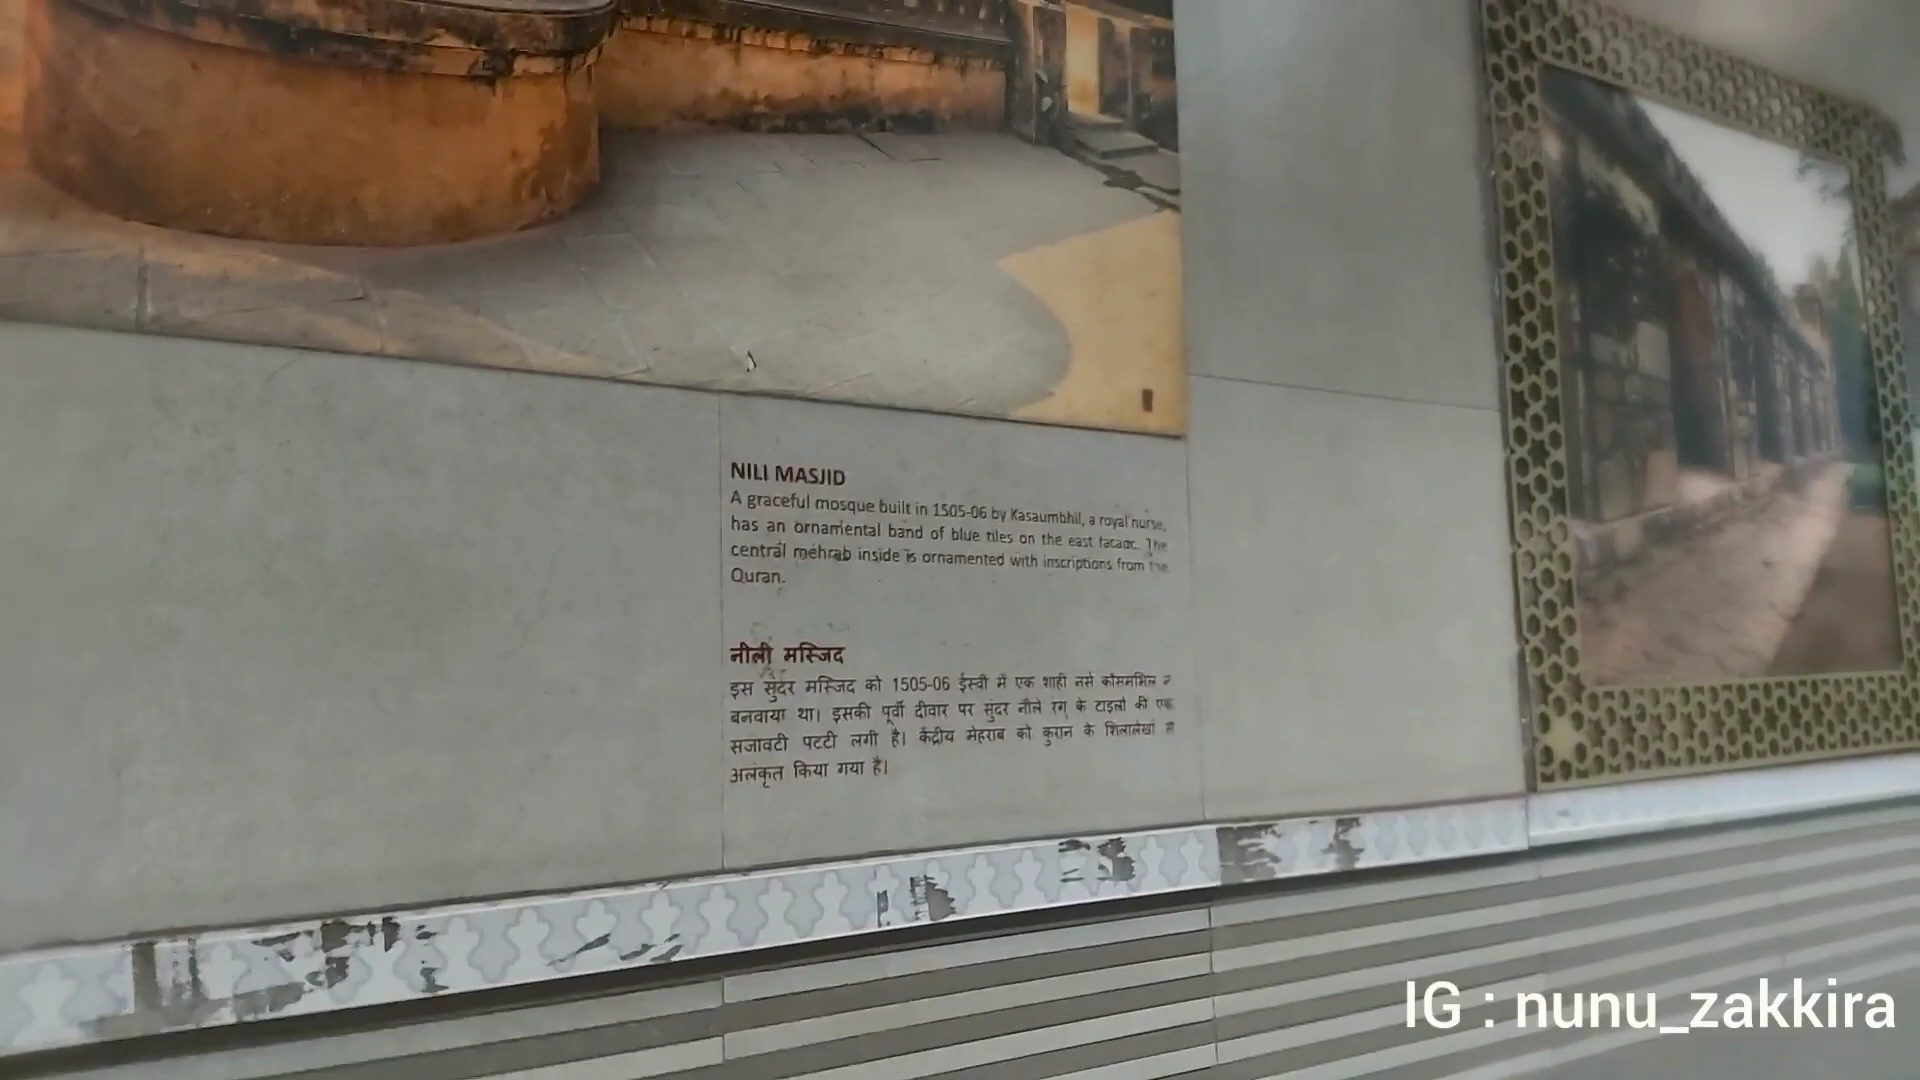 NILI MASJID
A graceful mosque built in 1505-06 by Kasaumbhil, a royal nurse,
has an ornamental band of blue tiles on the east facade. The
central mehrab inside is ornamented with inscriptions from the
Quran.
नीली मस्जिद
इस सुंदर मस्जिद को 1505-06 ईस्वी में एक शाही नर्स कौसमभिल ने
बनवाया था। इसकी पूर्वी दीवार पर सुंदर नीले रंग के टाइलों की एक
सजावटी पटटी लगी है। केंद्रीय मेहराब को कुरान के शिलालेखों से
अलंकृत किया गया है।
IG : nunu_zakkira